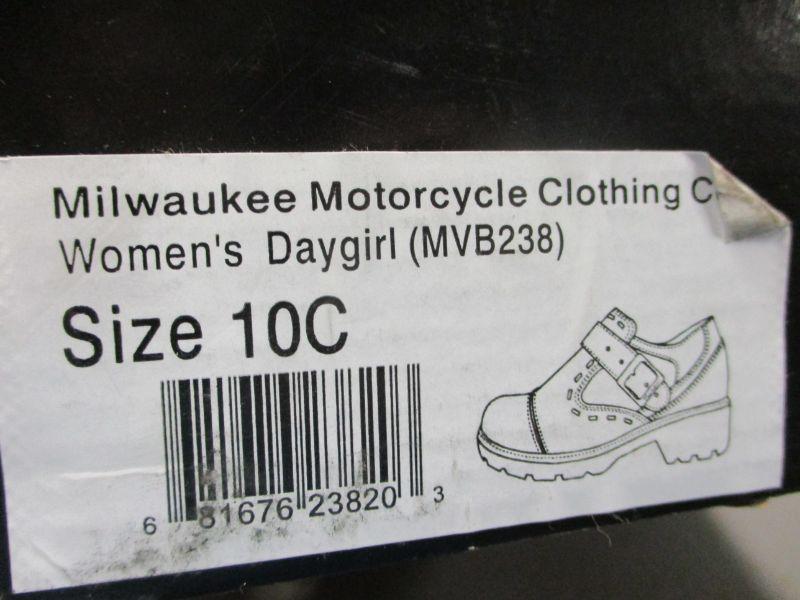 Milwaukee Motorcycle Clothing C
Women's Daygirl (MVB238)
Size 10C
6 81676 23820 3